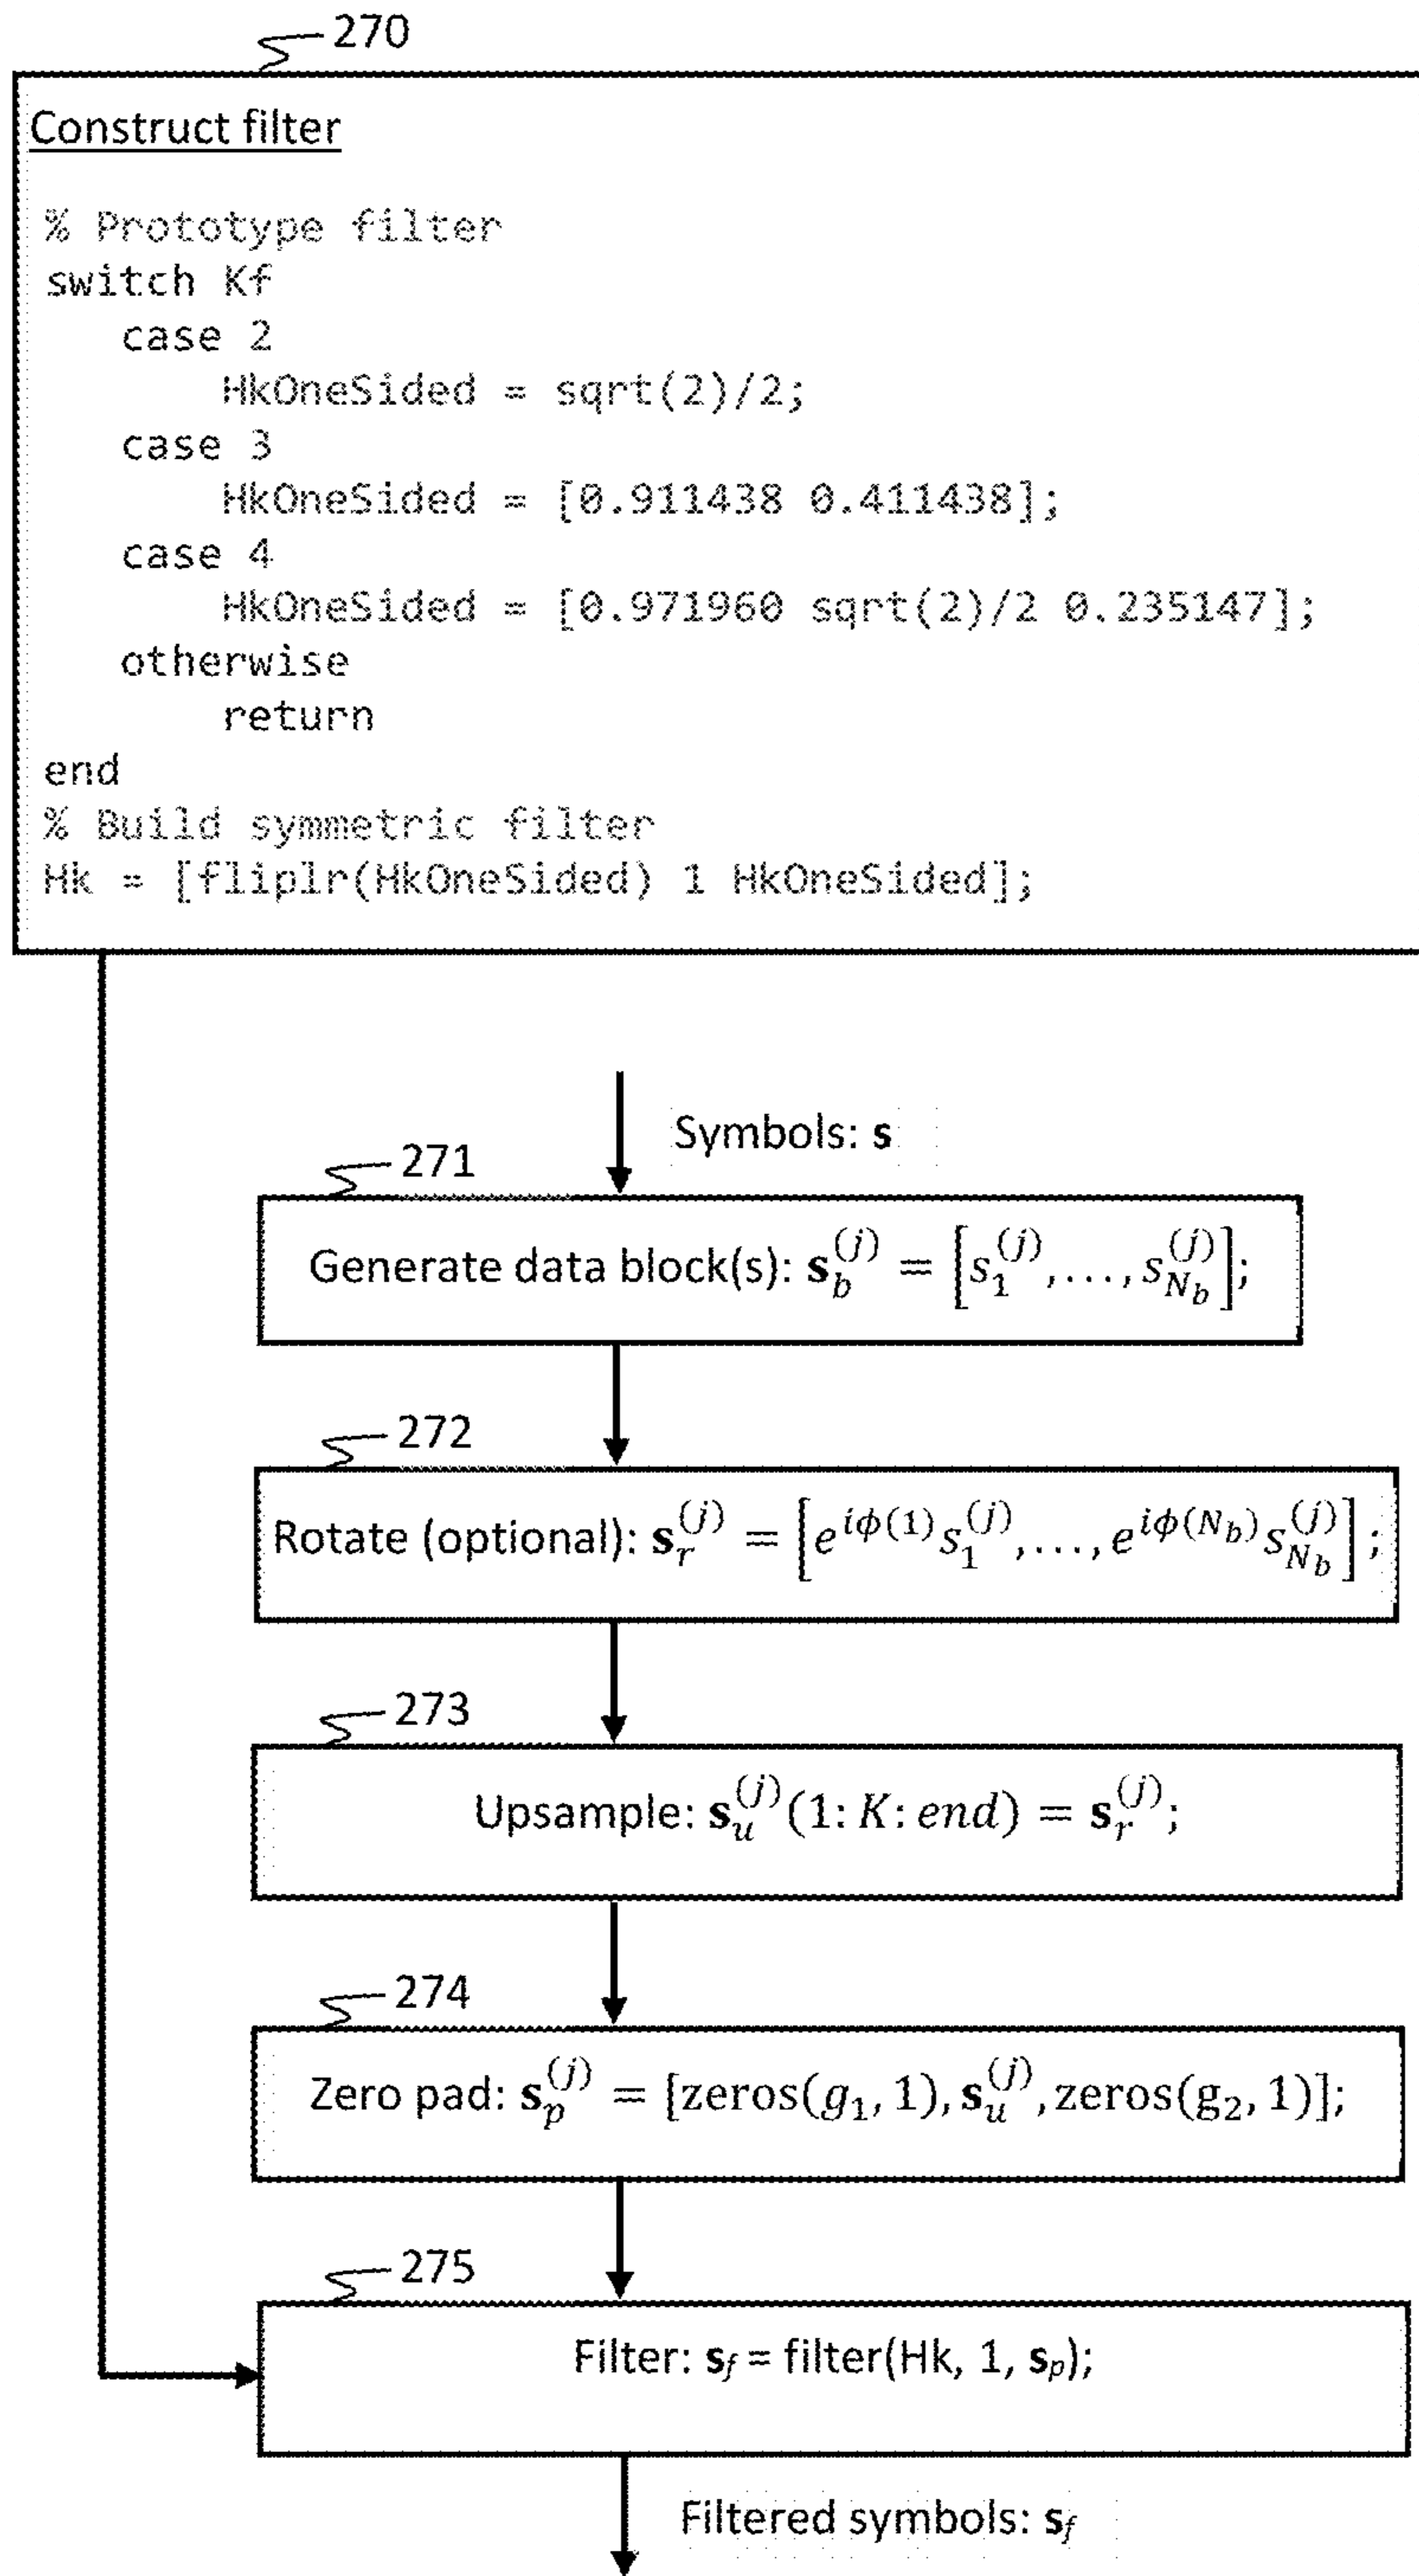 270
Construct filter
% Prototype filter
switch Kf
case 2
HkOneSided = sqrt(2)/2;
case 3
HkOneSided = [0.911438 0.411438];
case 4
HkOneSided = [0.971960 sqrt(2)/2 0.235147];
otherwise
return
end
% Build symmetric filter
Hk = [fliplr(HkOneSided) 1 HkOneSided];
Symbols: s
271
Generate data block(s): s_b^(j) = [s_1^(j),...,s_{N_b}^(j)];
272
Rotate (optional): s_r^(j) = [e^{iϕ(1)}s_1^(j),...,e^{iϕ(N_b)}s_{N_b}^(j)];
273
Upsample: s_u^(j)(1:K:end) = s_r^(j);
274
Zero pad: s_p^(j) = [zeros(g_1,1),s_u^(j),zeros(g_2,1)];
275
Filter: s_f = filter(Hk, 1, s_p);
Filtered symbols: s_f